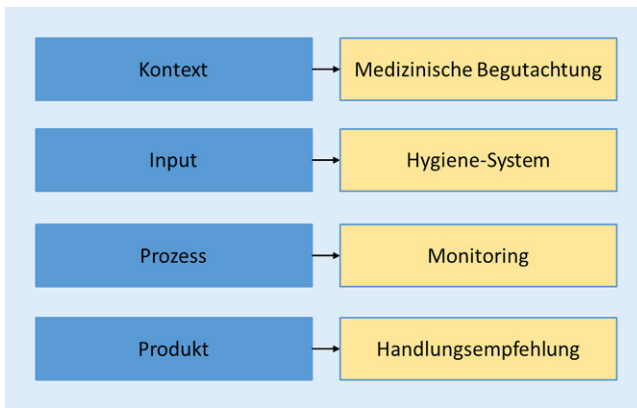 Kontext
Medizinische Begutachtung
Input
Hygiene-System
Prozess
Monitoring
Produkt
Handlungsempfehlung